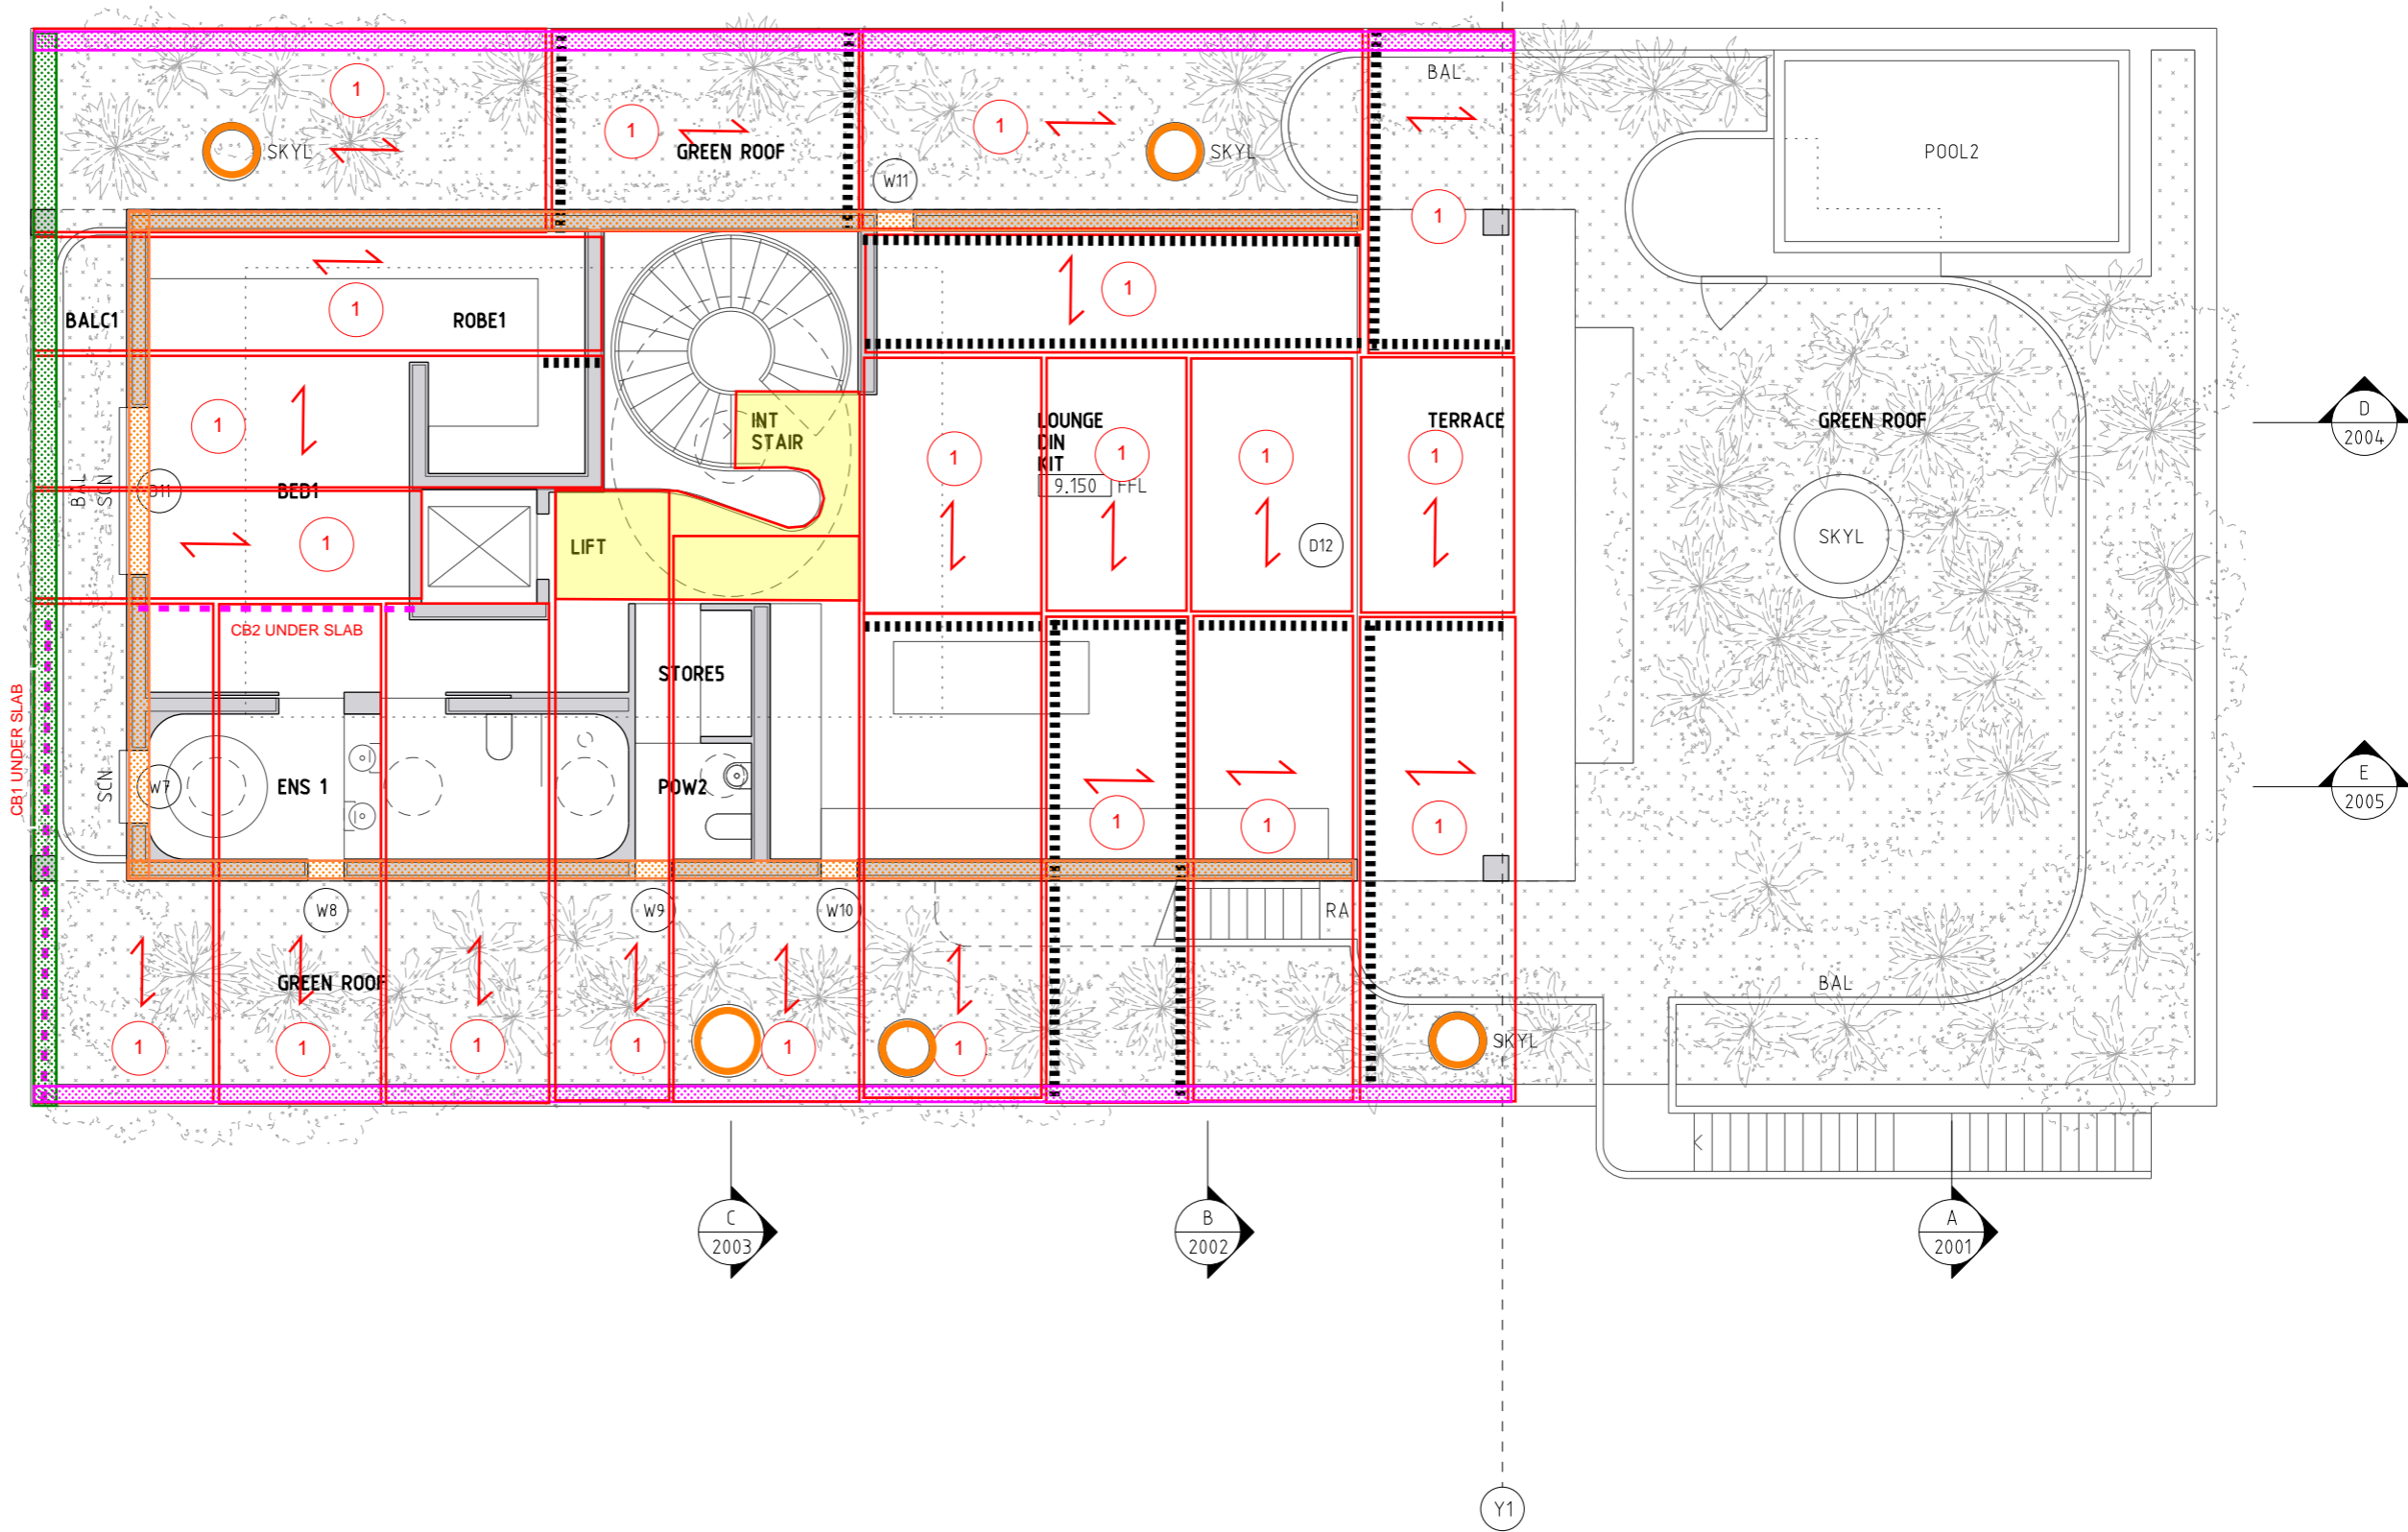 1
BAL
1
1
1
POOL2
SKYL
GREEN ROOF
SKYL
W11
1
1
1
BALC1
ROBE1
D
2004
1
INT
STAIR
LOUNGE
DIN
KIT
TERRACE
GREEN ROOF
1
1
1
1
9.150 FFL
BAL
SCN
D11
BED1
1
LIFT
D12
SKYL
CB2 UNDER SLAB
STORE5
CB1 UNDER SLAB
SCN
W7
ENS 1
POW2
E
2005
1
1
1
W8
W9
W10
RA
GREEN ROOF
BAL
1
1
1
1
1
1
SKYL
C
2003
B
2002
A
2001
Y1